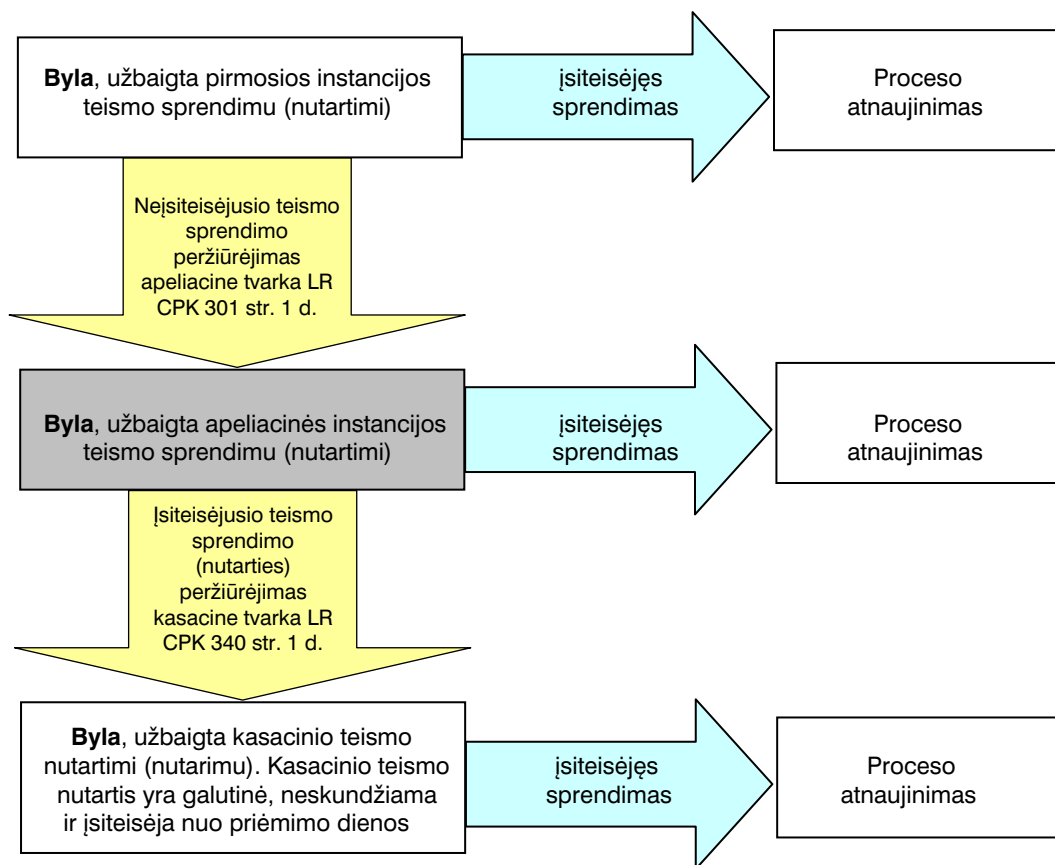 Byla, užbaigta pirmosios instancijos
teismo sprendimu (nutartimi)
įsiteisėjęs
sprendimas
Proceso
atnaujinimas
Neįsiteisėjusio teismo
sprendimo
peržiūrėjimas
apeliacine tvarka LR
CPK 301 str. 1 d.
Byla, užbaigta apeliacinės instancijos
teismo sprendimu (nutartimi)
įsiteisėjęs
sprendimas
Proceso
atnaujinimas
Įsiteisėjusio teismo
sprendimo
(nutarties)
peržiūrėjimas
kasacine tvarka LR
CPK 340 str. 1 d.
Byla, užbaigta kasacinio teismo
nutartimi (nutarimu). Kasacinio teismo
nutartis yra galutinė, neskundžiama
ir įsiteisėja nuo priėmimo dienos
įsiteisėjęs
sprendimas
Proceso
atnaujinimas